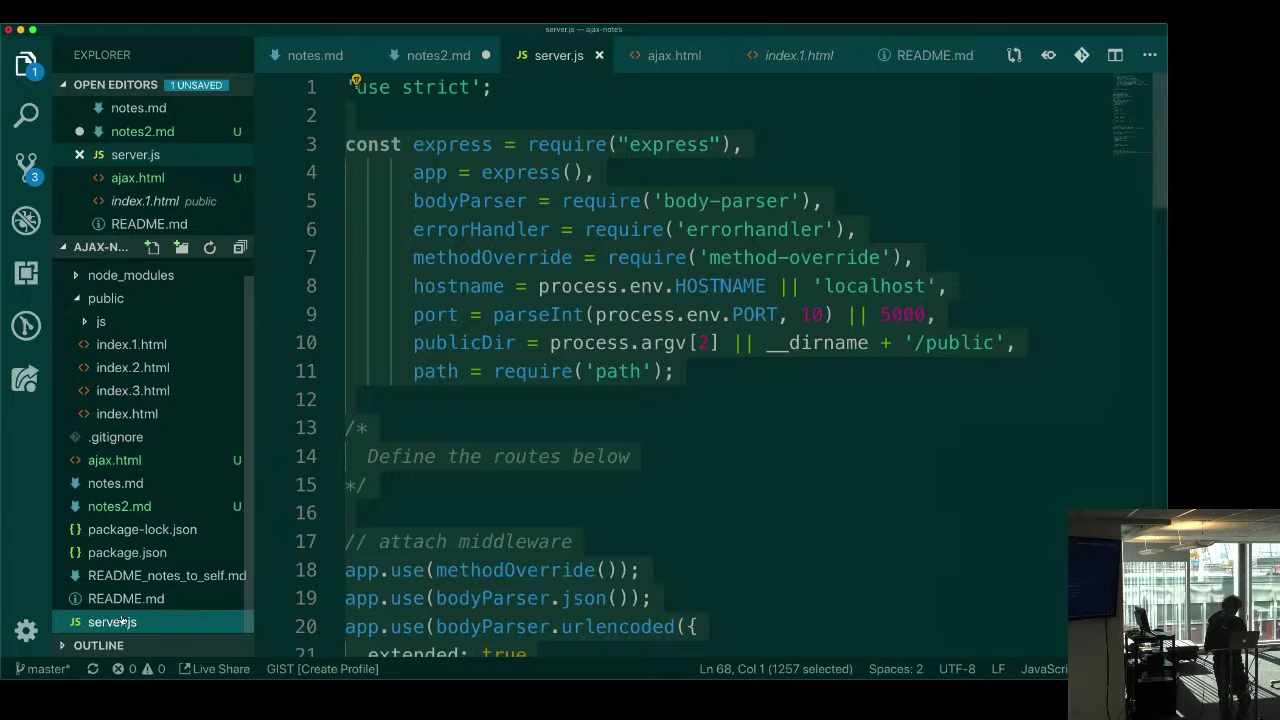 server.js — ajax-notes
EXPLORER
notes.md
notes2.md
server.js
ajax.html
index.1.html
README.md
OPEN EDITORS 1 UNSAVED
notes.md
notes2.md U
server.js
ajax.html U
index.1.html public
README.md
AJAX-N...
node_modules
public
js
index.1.html
index.2.html
index.3.html
index.html
.gitignore
ajax.html U
notes.md
notes2.md U
package-lock.json
package.json
README_notes_to_self.md
README.md
server.js
OUTLINE
1
3
1 'use strict';
2
3 const express = require("express"),
4 app = express(),
5 bodyParser = require('body-parser'),
6 errorHandler = require('errorhandler'),
7 methodOverride = require('method-override'),
8 hostname = process.env.HOSTNAME || 'localhost',
9 port = parseInt(process.env.PORT, 10) || 5000,
10 publicDir = process.argv[2] || __dirname + '/public',
11 path = require('path');
12
13 /*
14 Define the routes below
15 */
16
17 // attach middleware
18 app.use(methodOverride());
19 app.use(bodyParser.json());
20 app.use(bodyParser.urlencoded({
21 extended: true
master* 0 0 Live Share GIST [Create Profile] Ln 68, Col 1 (1257 selected) Spaces: 2 UTF-8 LF JavaScri